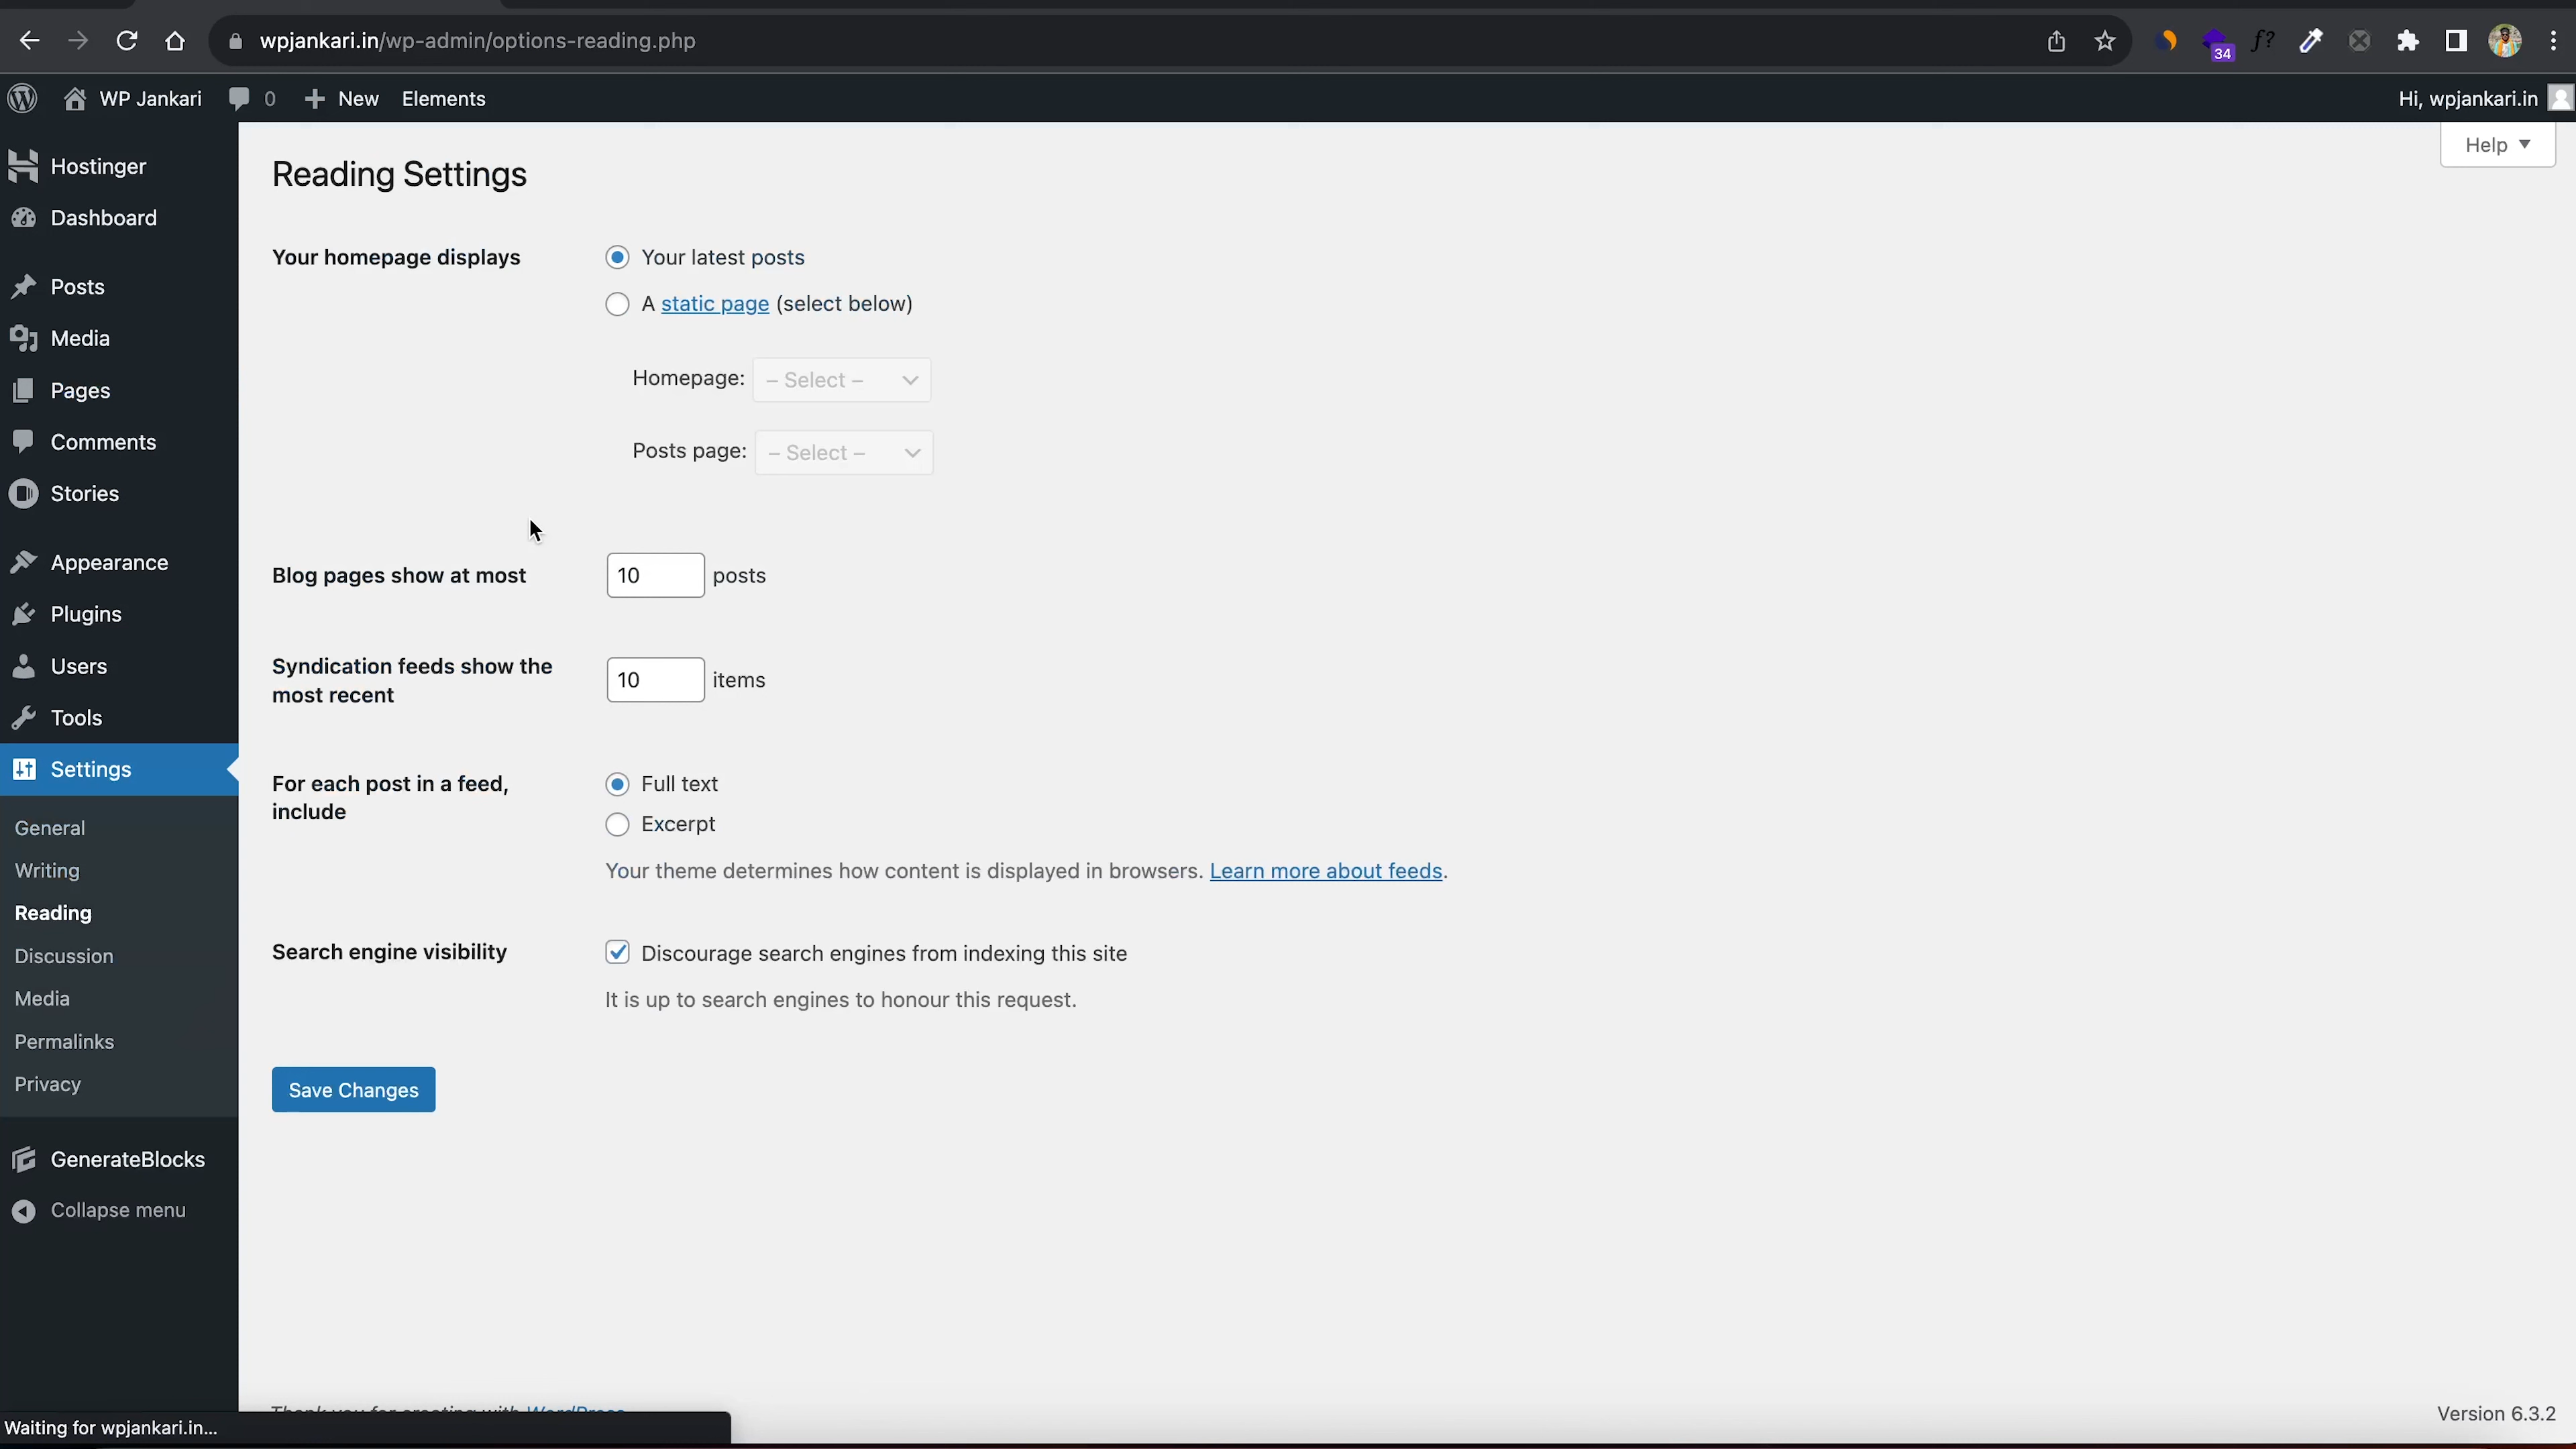 wpjankari.in/wp-admin/options-reading.php
34
f?
WP Jankari 0 New Elements
Hi, wpjankari.in
Help
Hostinger
Dashboard
Posts
Media
Pages
Comments
Stories
Appearance
Plugins
Users
Tools
Settings
General
Writing
Reading
Discussion
Media
Permalinks
Privacy
GenerateBlocks
Collapse menu
Reading Settings
Your homepage displays
Your latest posts
A static page (select below)
Homepage: – Select –
Posts page: – Select –
Blog pages show at most
10 posts
Syndication feeds show the
most recent
10 items
For each post in a feed,
include
Full text
Excerpt
Your theme determines how content is displayed in browsers. Learn more about feeds.
Search engine visibility
Discourage search engines from indexing this site
It is up to search engines to honour this request.
Save Changes
Thank you for creating with WordPress
Version 6.3.2
Waiting for wpjankari.in...